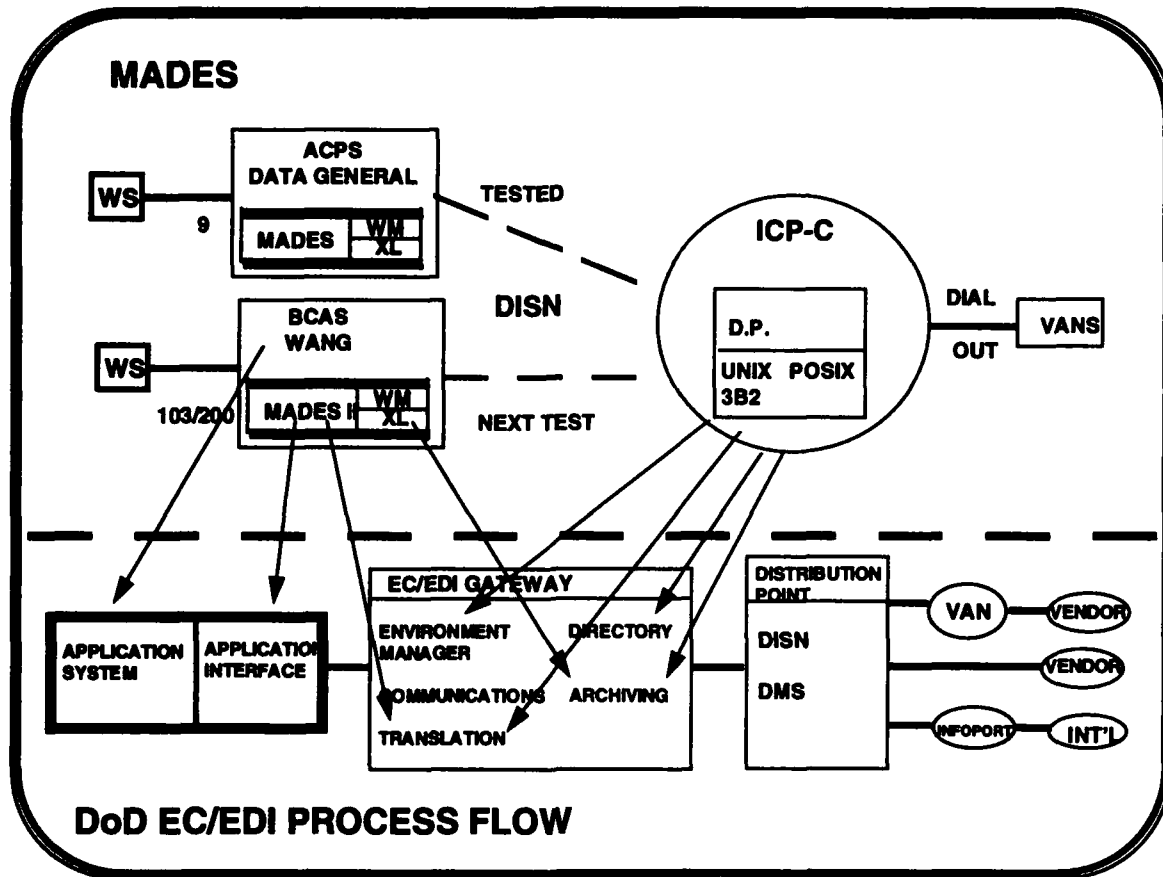 MADES
ACPS
DATA GENERAL
WS
9
MADES
WM
XL
TESTED
DISN
BCAS
WANG
WS
103/200
MADES II
WM
XL
NEXT TEST
ICP-C
D.P.
UNIX POSIX
3B2
DIAL
OUT
VANS
APPLICATION
SYSTEM
APPLICATION
INTERFACE
EC/EDI GATEWAY
ENVIRONMENT
MANAGER
DIRECTORY
COMMUNICATIONS
ARCHIVING
TRANSLATION
DISTRIBUTION
POINT
DISN
DMS
VAN
VENDOR
VENDOR
INFOPORT
INT'L
DoD EC/EDI PROCESS FLOW